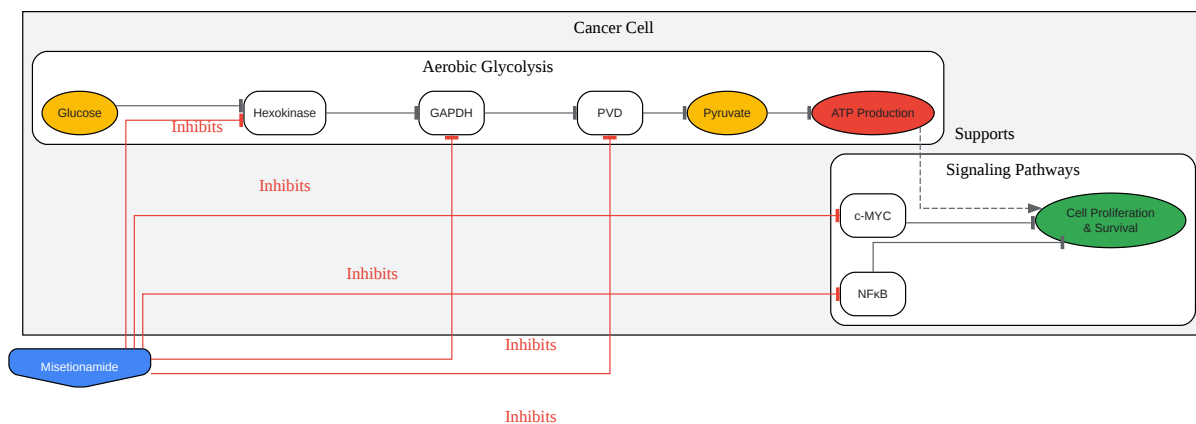 Cancer Cell
Aerobic Glycolysis
Glucose
Hexokinase
GAPDH
PVD
Pyruvate
ATP Production
Inhibits
Supports
Signaling Pathways
Inhibits
c-MYC
Cell Proliferation
& Survival
Inhibits
NFκB
Inhibits
Misetionamide
Inhibits